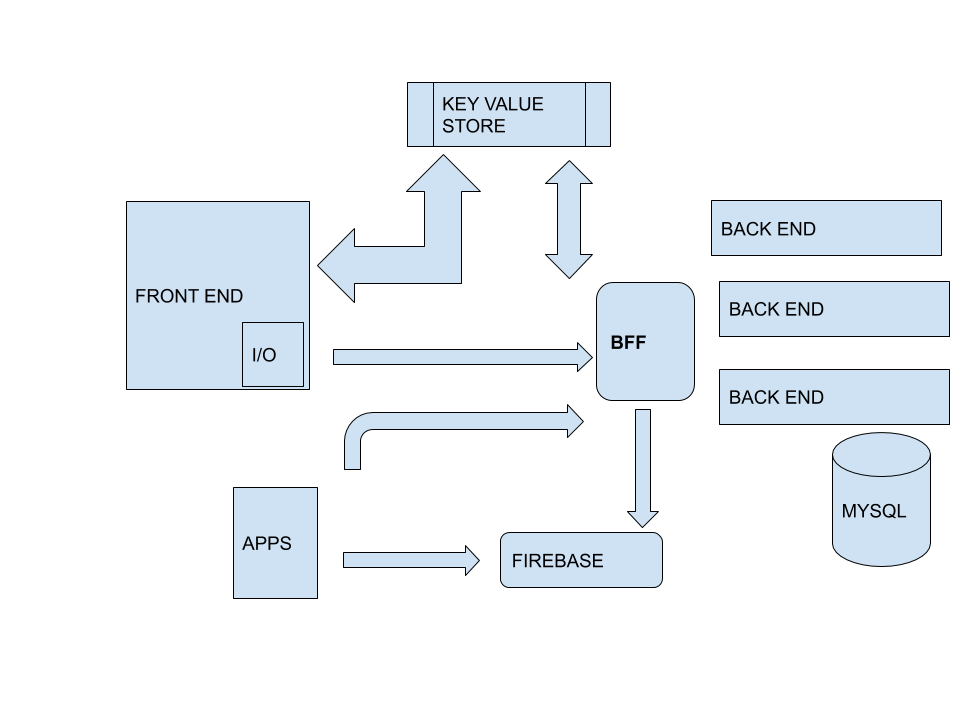 KEY VALUE
STORE
BACK END
FRONT END
BACK END
I/O
BFF
BACK END
MYSQL
APPS
FIREBASE